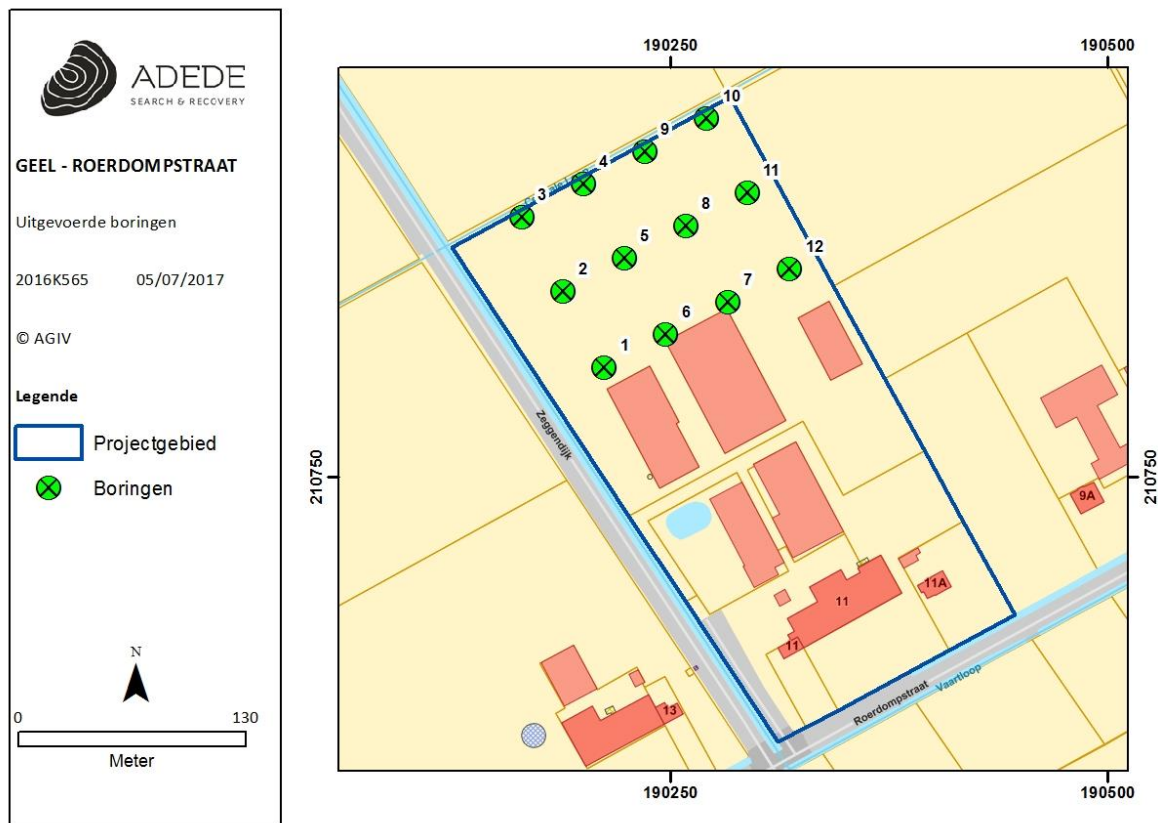 ADEDE
SEARCH & RECOVERY
GEEL - ROERDOMPSTRAAT
Uitgevoerde boringen
2016K565 05/07/2017
© AGIV
Legende
Projectgebied
Boringen
N
0 130
Meter
190250 190500
10
9
4
3
11
8
5
2
12
7
6
1
Zeggendijk
210750 210750
9A
11A
11
11
13
Roerdompstraat
Vaartloop
190250 190500